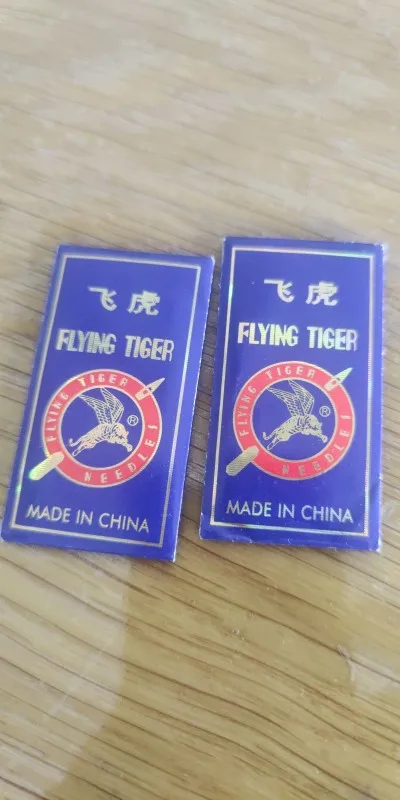 飞虎
FLYING TIGER
FLYING TIGER
®
NEEDLES
MADE IN CHINA
飞虎
FLYING TIGER
FLYING TIGER
®
NEEDLES
MADE IN CHINA